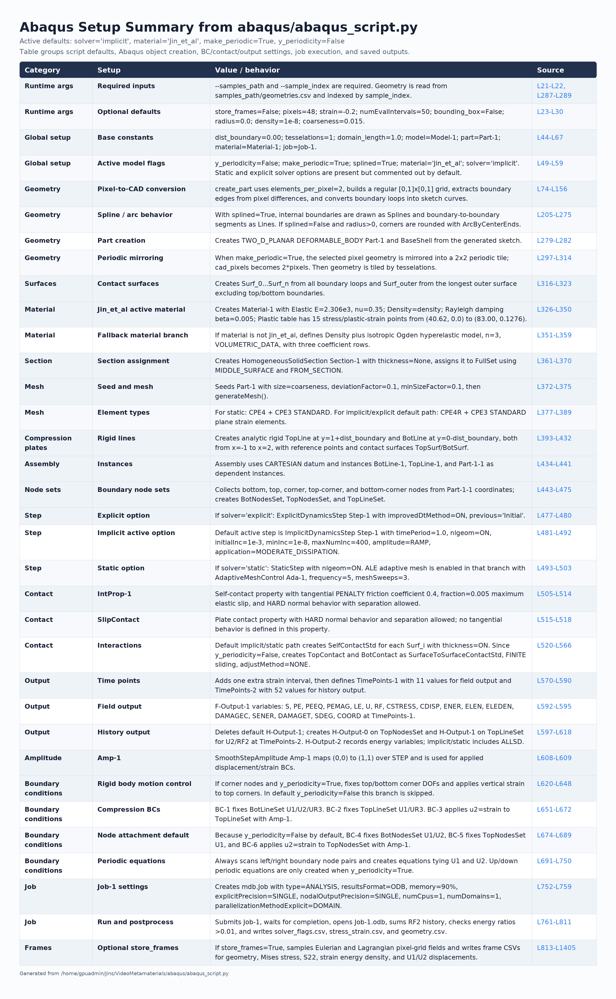 Abaqus Setup Summary from abaqus/abaqus_script.py
Active defaults: solver='implicit', material='Jin_et_al', make_periodic=True, y_periodicity=False
Table groups script defaults, Abaqus object creation, BC/contact/output settings, job execution, and saved outputs.
Category Setup Value / behavior Source
Runtime args Required inputs --samples_path and --sample_index are required. Geometry is read from L21-L22,
samples_path/geometries.csv and indexed by sample_index. L287-L289
Runtime args Optional defaults store_frames=False; pixels=48; strain=-0.2; numEvalIntervals=50; bounding_box=False; L23-L30
radius=0.0; density=1e-8; coarseness=0.015.
Global setup Base constants dist_boundary=0.00; tesselations=1; domain_length=1.0; model=Model-1; part=Part-1; L44-L67
material=Material-1; job=Job-1.
Global setup Active model flags y_periodicity=False; make_periodic=True; splined=True; material='Jin_et_al'; solver='implicit'. L49-L59
Static and explicit solver options are present but commented out by default.
Geometry Pixel-to-CAD conversion create_part uses elements_per_pixel=2, builds a regular [0,1]x[0,1] grid, extracts boundary L74-L156
edges from pixel differences, and converts boundary loops into sketch curves.
Geometry Spline / arc behavior With splined=True, internal boundaries are drawn as Splines and boundary-to-boundary L205-L275
segments as Lines. If splined=False and radius>0, corners are rounded with ArcByCenterEnds.
Geometry Part creation Creates TWO_D_PLANAR DEFORMABLE_BODY Part-1 and BaseShell from the generated sketch. L279-L282
Geometry Periodic mirroring When make_periodic=True, the selected pixel geometry is mirrored into a 2x2 periodic tile; L297-L314
cad_pixels becomes 2*pixels. Then geometry is tiled by tesselations.
Surfaces Contact surfaces Creates Surf_0...Surf_n from all boundary loops and Surf_outer from the longest outer surface L316-L323
excluding top/bottom boundaries.
Material Jin_et_al active material Creates Material-1 with Elastic E=2.306e3, nu=0.35; Density=density; Rayleigh damping L326-L350
beta=0.005; Plastic table has 15 stress/plastic-strain points from (40.62, 0.0) to (83.00, 0.1276).
Material Fallback material branch If material is not Jin_et_al, defines Density plus isotropic Ogden hyperelastic model, n=3, L351-L359
VOLUMETRIC_DATA, with three coefficient rows.
Section Section assignment Creates HomogeneousSolidSection Section-1 with thickness=None, assigns it to FullSet using L361-L370
MIDDLE_SURFACE and FROM_SECTION.
Mesh Seed and mesh Seeds Part-1 with size=coarseness, deviationFactor=0.1, minSizeFactor=0.1, then L372-L375
generateMesh().
Mesh Element types For static: CPE4 + CPE3 STANDARD. For implicit/explicit default path: CPE4R + CPE3 STANDARD L377-L389
plane strain elements.
Compression Rigid lines Creates analytic rigid TopLine at y=1+dist_boundary and BotLine at y=0-dist_boundary, both L393-L432
plates from x=-1 to x=2, with reference points and contact surfaces TopSurf/BotSurf.
Assembly Instances Assembly uses CARTESIAN datum and instances BotLine-1, TopLine-1, and Part-1-1 as L434-L441
dependent instances.
Node sets Boundary node sets Collects bottom, top, corner, top-corner, and bottom-corner nodes from Part-1-1 coordinates; L443-L475
creates BotNodesSet, TopNodesSet, and TopLineSet.
Step Explicit option If solver='explicit': ExplicitDynamicsStep Step-1 with improvedDtMethod=ON, previous='Initial'. L477-L480
Step Implicit active option Default active step is ImplicitDynamicsStep Step-1 with timePeriod=1.0, nlgeom=ON, L481-L492
initialInc=1e-3, minInc=1e-8, maxNumInc=400, amplitude=RAMP,
application=MODERATE_DISSIPATION.
Step Static option If solver='static': StaticStep with nlgeom=ON. ALE adaptive mesh is enabled in that branch with L493-L503
AdaptiveMeshControl Ada-1, frequency=5, meshSweeps=3.
Contact IntProp-1 Self-contact property with tangential PENALTY friction coefficient 0.4, fraction=0.005 maximum L505-L514
elastic slip, and HARD normal behavior with separation allowed.
Contact SlipContact Plate contact property with HARD normal behavior and separation allowed; no tangential L515-L518
behavior is defined in this property.
Contact Interactions Default implicit/static path creates SelfContactStd for each Surf_i with thickness=ON. Since L520-L566
y_periodicity=False, creates TopContact and BotContact as SurfaceToSurfaceContactStd, FINITE
sliding, adjustMethod=NONE.
Output Time points Adds one extra strain interval, then defines TimePoints-1 with 11 values for field output and L570-L590
TimePoints-2 with 52 values for history output.
Output Field output F-Output-1 variables: S, PE, PEEQ, PEMAG, LE, U, RF, CSTRESS, CDISP, ENER, ELEN, ELEDEN, L592-L595
DAMAGEC, SENER, DAMAGET, SDEG, COORD at TimePoints-1.
Output History output Deletes default H-Output-1; creates H-Output-0 on TopNodesSet and H-Output-1 on TopLineSet L597-L618
for U2/RF2 at TimePoints-2. H-Output-2 records energy variables; implicit/static includes ALLSD.
Amplitude Amp-1 SmoothStepAmplitude Amp-1 maps (0,0) to (1,1) over STEP and is used for applied L608-L609
displacement/strain BCs.
Boundary Rigid body motion control If corner nodes and y_periodicity=True, fixes top/bottom corner DOFs and applies vertical strain L620-L648
conditions to top corners. In default y_periodicity=False this branch is skipped.
Boundary Compression BCs BC-1 fixes BotLineSet U1/U2/UR3. BC-2 fixes TopLineSet U1/UR3. BC-3 applies u2=strain to L651-L672
conditions TopLineSet with Amp-1.
Boundary Node attachment default Because y_periodicity=False by default, BC-4 fixes BotNodesSet U1/U2, BC-5 fixes TopNodesSet L674-L689
conditions U1, and BC-6 applies u2=strain to TopNodesSet with Amp-1.
Boundary Periodic equations Always scans left/right boundary node pairs and creates equations tying U1 and U2. Up/down L691-L750
conditions periodic equations are only created when y_periodicity=True.
Job Job-1 settings Creates mdb.Job with type=ANALYSIS, resultsFormat=ODB, memory=90%, L752-L759
explicitPrecision=SINGLE, nodalOutputPrecision=SINGLE, numCpus=1, numDomains=1,
parallelizationMethodExplicit=DOMAIN.
Job Run and postprocess Submits Job-1, waits for completion, opens Job-1.odb, sums RF2 history, checks energy ratios L761-L811
>0.01, and writes solver_flags.csv, stress_strain.csv, and geometry.csv.
Frames Optional store_frames If store_frames=True, samples Eulerian and Lagrangian pixel-grid fields and writes frame CSVs L813-L1405
for geometry, Mises stress, S22, strain energy density, and U1/U2 displacements.
Generated from /home/gpuadmin/Jins/VideoMetamaterials/abaqus/abaqus_script.py